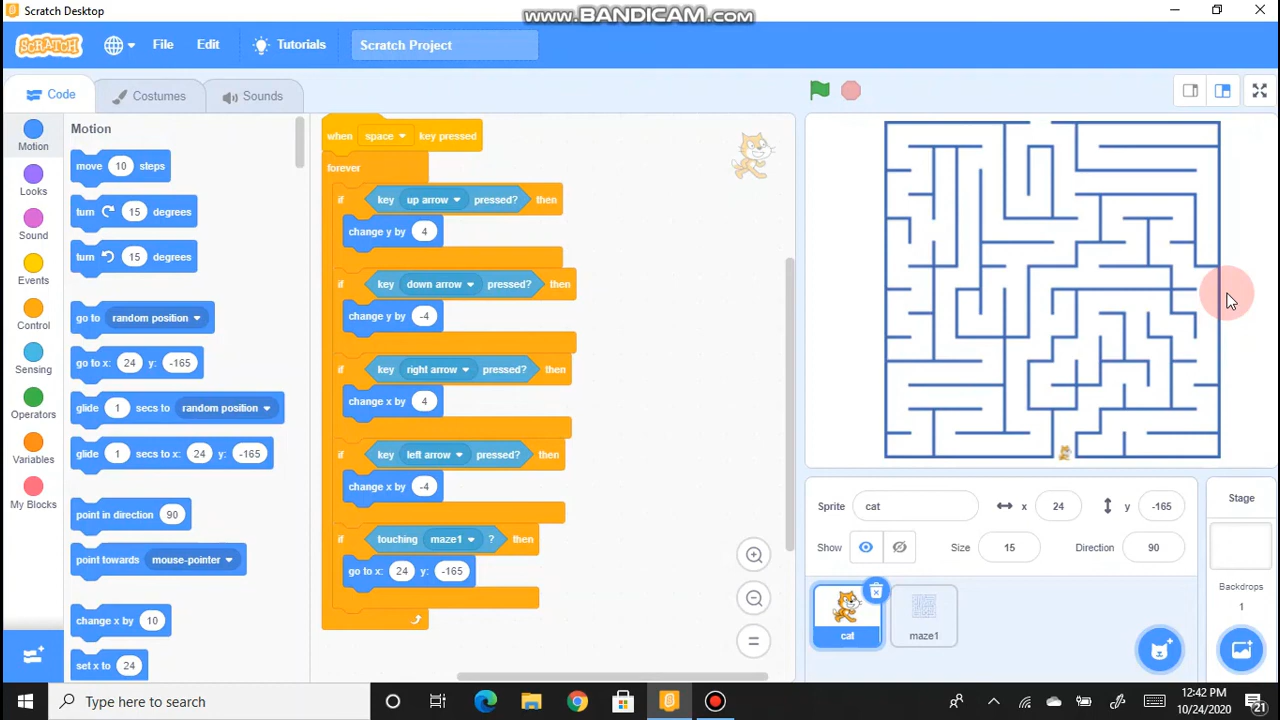 Scratch Desktop
www.BANDICAM.com
SCRATCH
File
Edit
Tutorials
Scratch Project
Code
Costumes
Sounds
Motion
Looks
Sound
Events
Control
Sensing
Operators
Variables
My Blocks
Motion
move 10 steps
turn 15 degrees
turn 15 degrees
go to random position
go to x: 24 y: -165
glide 1 secs to random position
glide 1 secs to x: 24 y: -165
point in direction 90
point towards mouse-pointer
change x by 10
set x to 24
when space key pressed
forever
if key up arrow pressed? then
change y by 4
if key down arrow pressed? then
change y by -4
if key right arrow pressed? then
change x by 4
if key left arrow pressed? then
change x by -4
if touching maze1 ? then
go to x: 24 y: -165
Sprite cat x 24 y -165
Show Size 15 Direction 90
cat
maze1
Stage
Backdrops
1
Type here to search
12:42 PM
10/24/2020
21